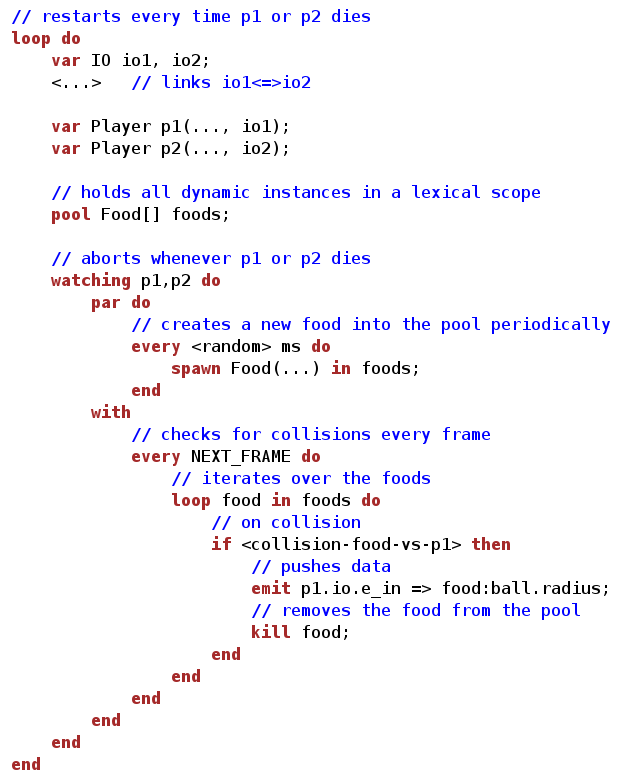 // restarts every time p1 or p2 dies
loop do
    var IO io1, io2;
    <...>   // links io1<=>io2

    var Player p1(..., io1);
    var Player p2(..., io2);

    // holds all dynamic instances in a lexical scope
    pool Food[] foods;

    // aborts whenever p1 or p2 dies
    watching p1,p2 do
        par do
            // creates a new food into the pool periodically
            every <random> ms do
                spawn Food(...) in foods;
            end
        with
            // checks for collisions every frame
            every NEXT_FRAME do
                // iterates over the foods
                loop food in foods do
                    // on collision
                    if <collision-food-vs-p1> then
                        // pushes data
                        emit p1.io.e_in => food:ball.radius;
                        // removes the food from the pool
                        kill food;
                    end
                end
            end
        end
    end
end